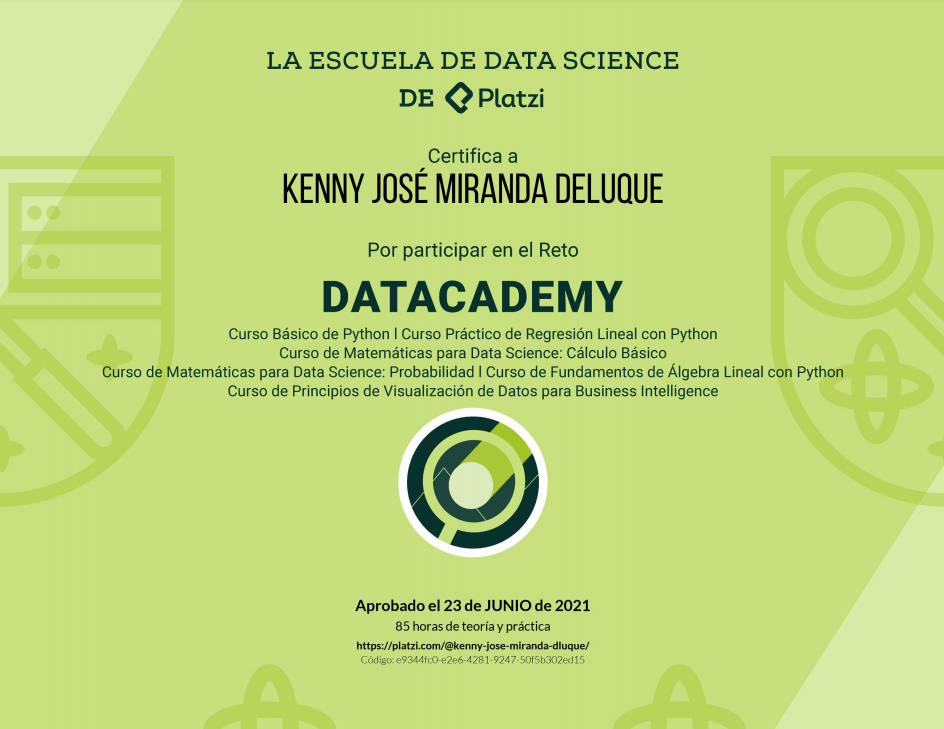 LA ESCUELA DE DATA SCIENCE
DE Platzi
Certifica a
KENNY JOSÉ MIRANDA DELUQUE
Por participar en el Reto
DATACADEMY
Curso Básico de Python l Curso Práctico de Regresión Lineal con Python
Curso de Matemáticas para Data Science: Cálculo Básico
Curso de Matemáticas para Data Science: Probabilidad l Curso de Fundamentos de Álgebra Lineal con Python
Curso de Principios de Visualización de Datos para Business Intelligence
Aprobado el 23 de JUNIO de 2021
85 horas de teoría y práctica
https://platzi.com/@kenny-jose-miranda-dluque/
Código: e9344fc0-e2e6-4281-9247-50f5b302ed15